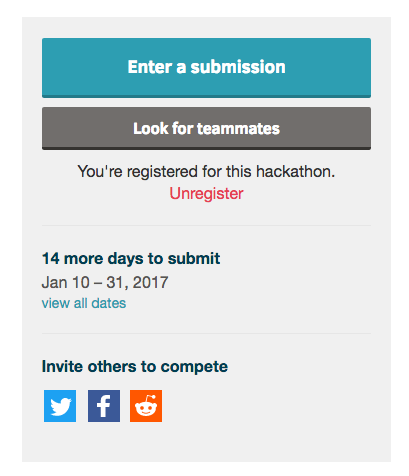 Enter a submission
Look for teammates
You're registered for this hackathon.
Unregister
14 more days to submit
Jan 10 – 31, 2017
view all dates
Invite others to compete